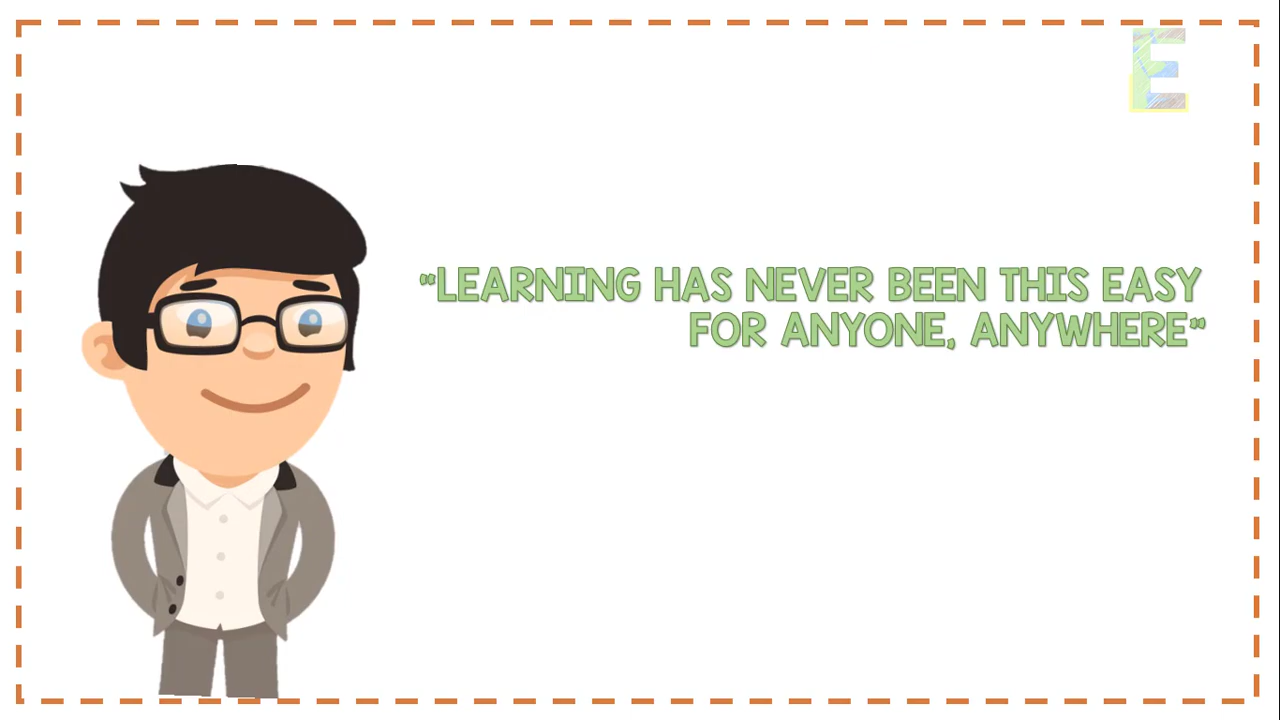 E
"LEARNING HAS NEVER BEEN THIS EASY
FOR ANYONE, ANYWHERE"